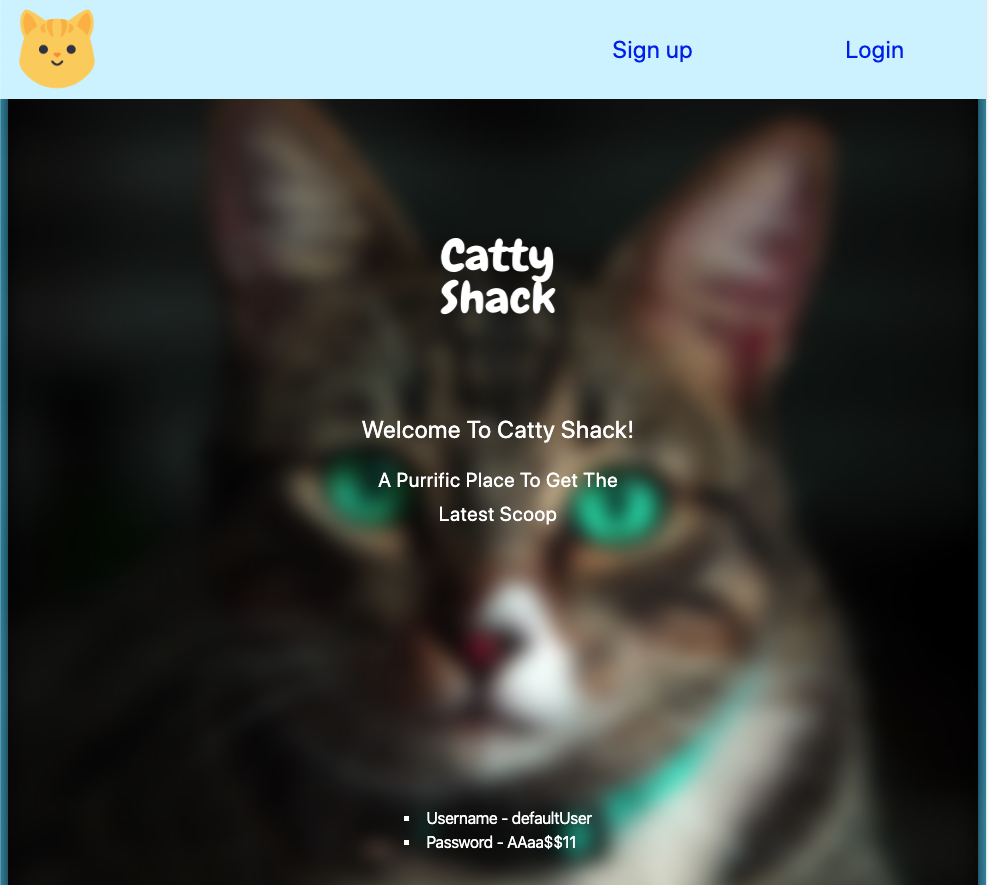 Sign up
Login
Catty
Shack
Welcome To Catty Shack!
A Purrific Place To Get The
Latest Scoop
Username - defaultUser
Password - AAaa$$11